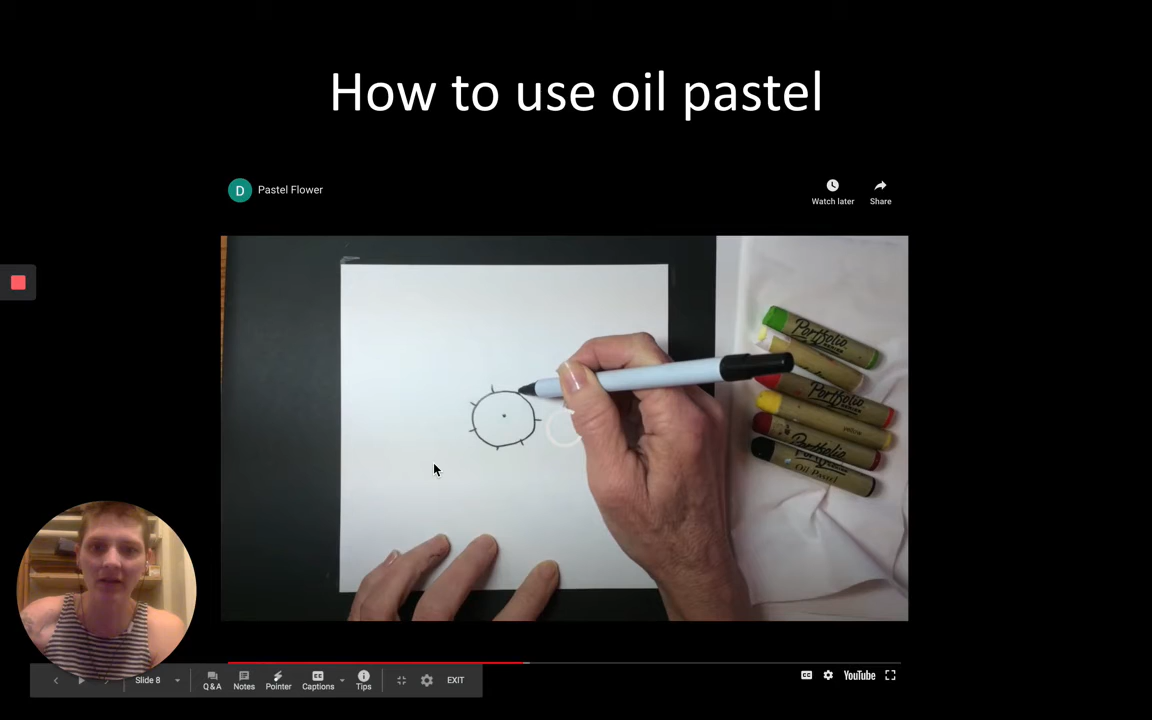 How to use oil pastel
D
Pastel Flower
Watch later
Share
Portfolio
Portfolio
yellow
Portfolio
Oil Pastel
Slide 8
Q&A
Notes
Pointer
Captions
Tips
EXIT
CC
YouTube